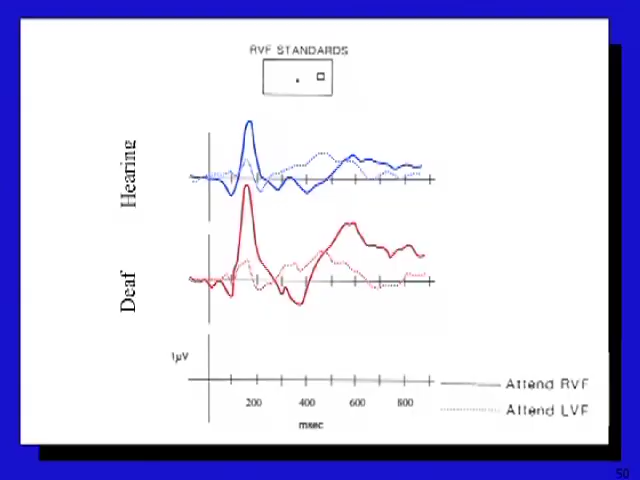 RVF STANDARDS
Hearing
Deaf
1µV
200 400 600 800
msec
Attend RVF
Attend LVF
50